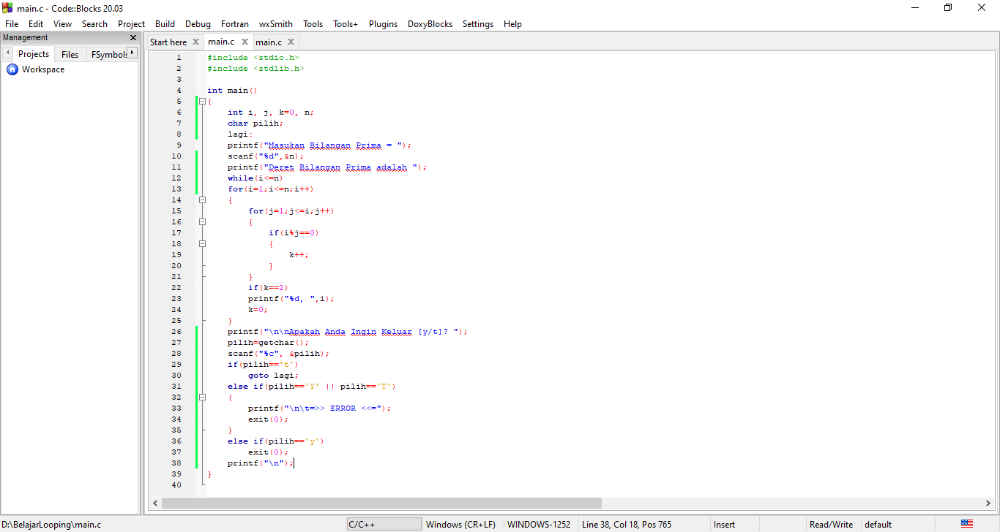 main.c - Code::Blocks 20.03
File Edit View Search Project Build Debug Fortran wxSmith Tools Tools+ Plugins DoxyBlocks Settings Help
Management
Projects Files FSymbols
Workspace
Start here main.c main.c
1 #include <stdio.h>
2 #include <stdlib.h>
3
4 int main()
5 {
6 int i, j, k=0, n;
7 char pilih;
8 lagi:
9 printf("Masukan Bilangan Prima = ");
10 scanf("%d",&n);
11 printf("Deret Bilangan Prima adalah ");
12 while(i<=n)
13 for(i=1;i<=n;i++)
14 {
15 for(j=1;j<=i;j++)
16 {
17 if(i%j==0)
18 {
19 k++;
20 }
21 }
22 if(k==2)
23 printf("%d, ",i);
24 k=0;
25 }
26 printf("\n\nApakah Anda Ingin Keluar [y/t]? ");
27 pilih=getchar();
28 scanf("%c", &pilih);
29 if(pilih=='t')
30 goto lagi;
31 else if(pilih=='Y' || pilih=='T')
32 {
33 printf("\n\t=>> ERROR <<=");
34 exit(0);
35 }
36 else if(pilih=='y')
37 exit(0);
38 printf("\n");
39 }
40
D:\BelajarLooping\main.c C/C++ Windows (CR+LF) WINDOWS-1252 Line 38, Col 18, Pos 765 Insert Read/Write default